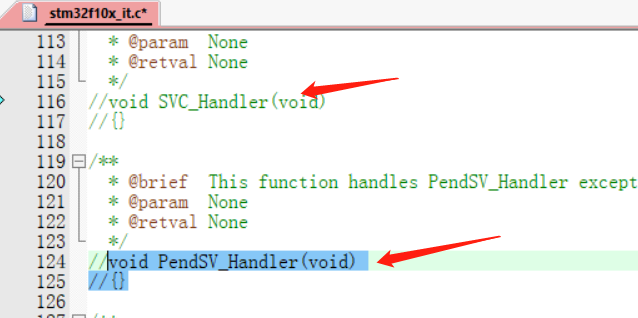 stm32f10x_it.c*
113 * @param None
114 * @retval None
115 */
116 //void SVC_Handler(void)
117 //{}
118
119 /**
120 * @brief This function handles PendSV_Handler except
121 * @param None
122 * @retval None
123 */
124 //void PendSV_Handler(void)
125 //{}
126